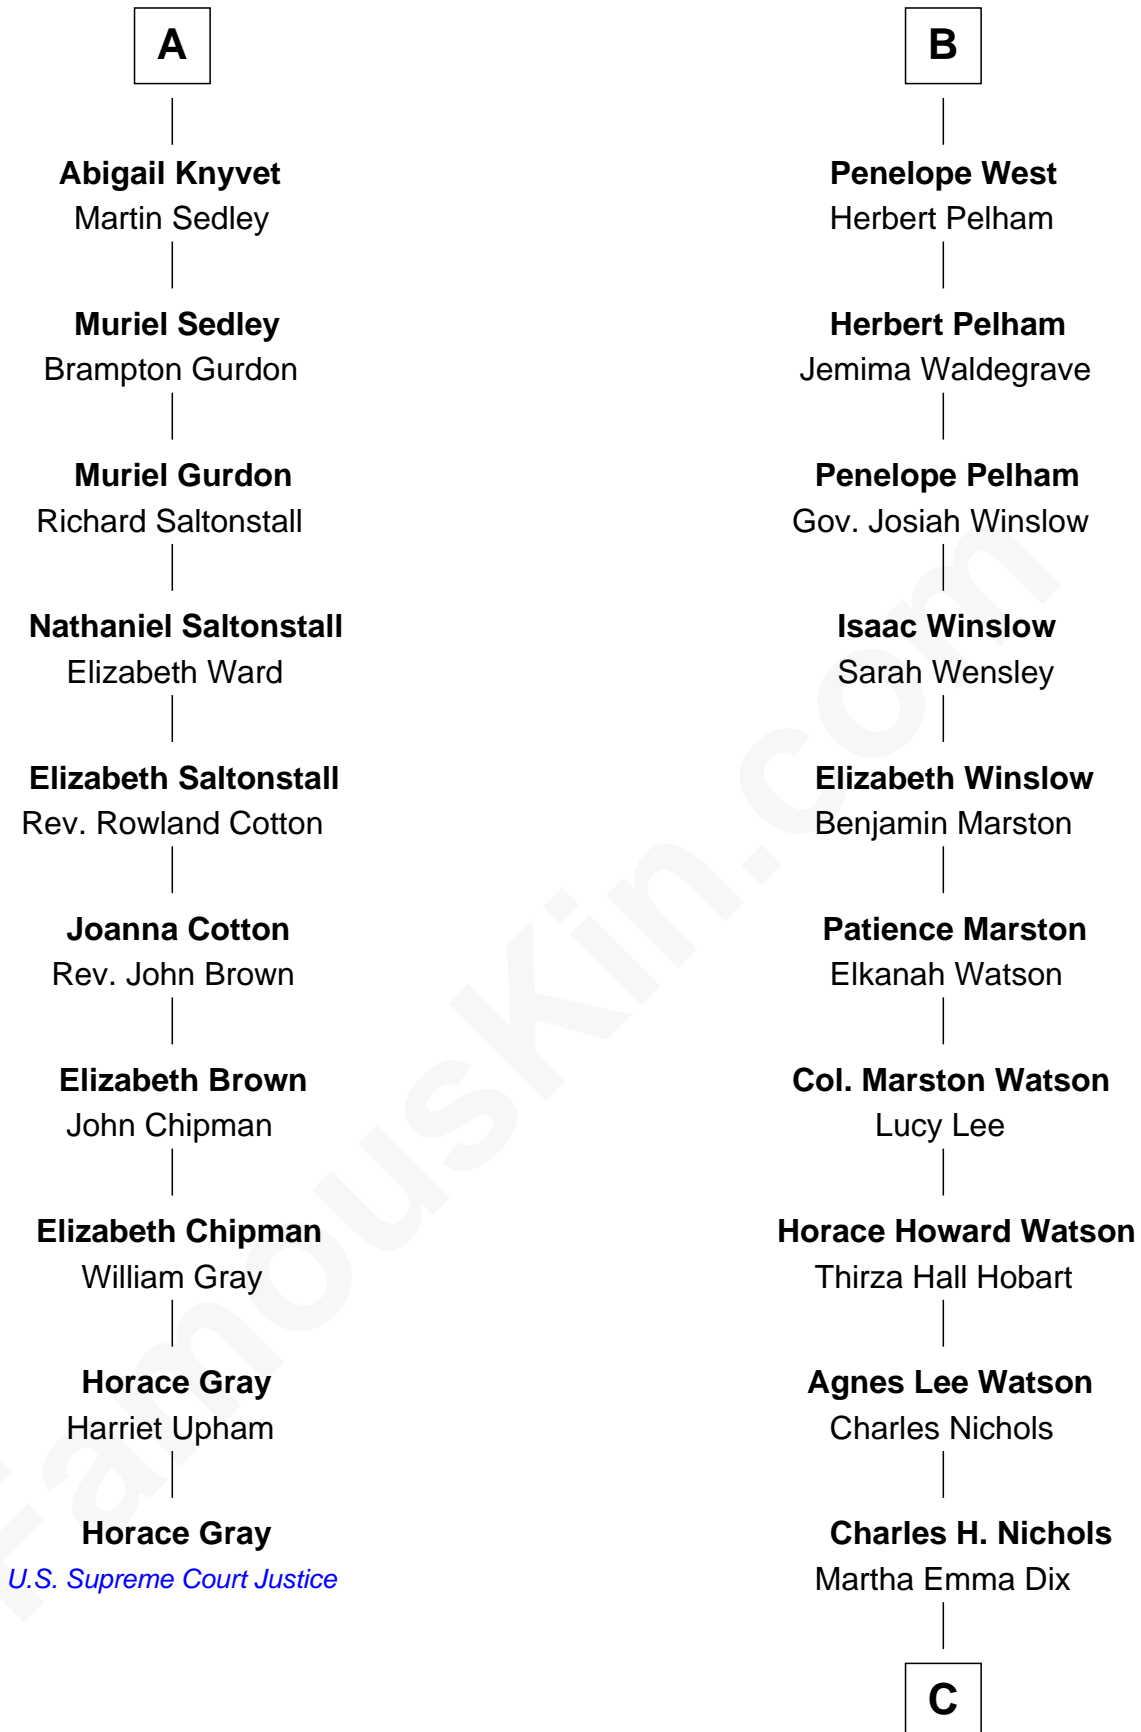 A
Abigail Knyvet
Martin Sedley
Muriel Sedley
Brampton Gurdon
Muriel Gurdon
Richard Saltonstall
Nathaniel Saltonstall
Elizabeth Ward
Elizabeth Saltonstall
Rev. Rowland Cotton
Joanna Cotton
Rev. John Brown
Elizabeth Brown
John Chipman
Elizabeth Chipman
William Gray
Horace Gray
Harriet Upham
Horace Gray
U.S. Supreme Court Justice
B
Penelope West
Herbert Pelham
Herbert Pelham
Jemima Waldegrave
Penelope Pelham
Gov. Josiah Winslow
Isaac Winslow
Sarah Wensley
Elizabeth Winslow
Benjamin Marston
Patience Marston
Elkanah Watson
Col. Marston Watson
Lucy Lee
Horace Howard Watson
Thirza Hall Hobart
Agnes Lee Watson
Charles Nichols
Charles H. Nichols
Martha Emma Dix
C
FamousKin.com